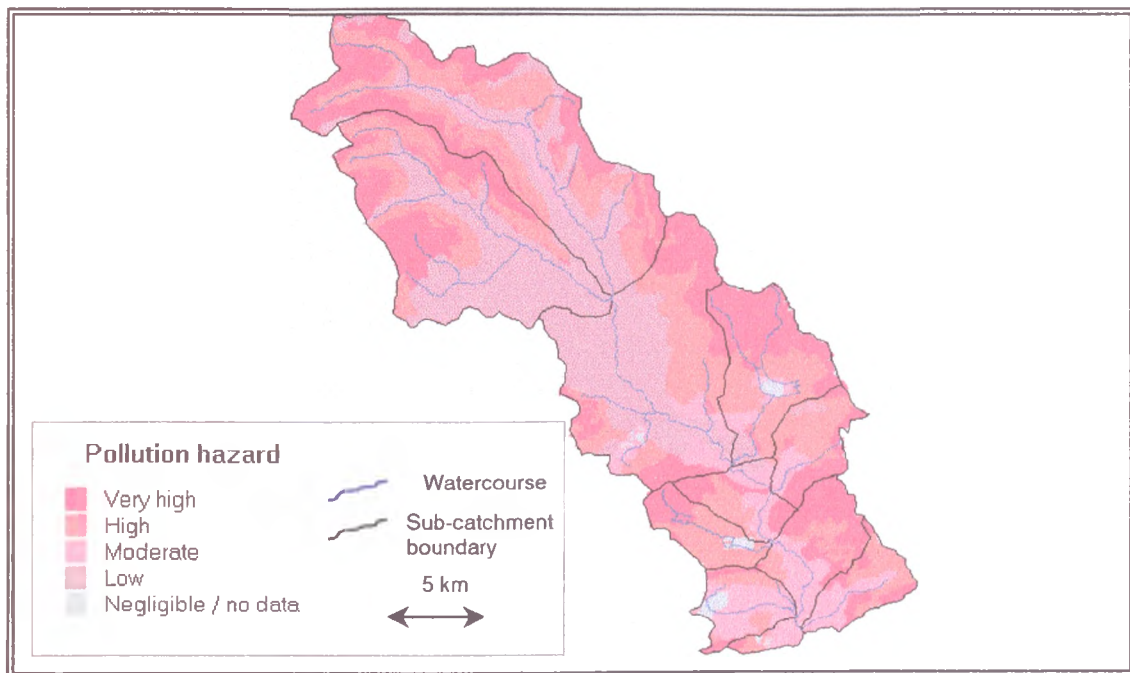 Pollution hazard
Very high
High
Moderate
Low
Negligible / no data
Watercourse
Sub-catchment
boundary
5 km